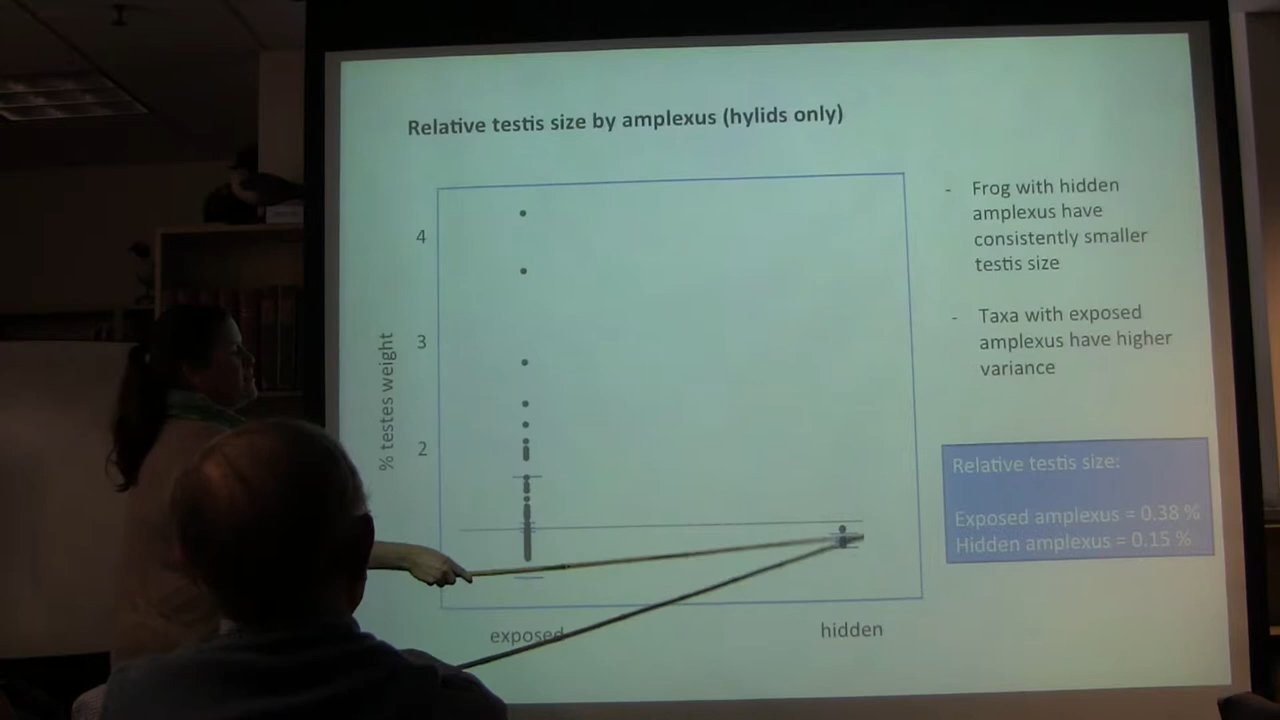 Relative testis size by amplexus (hylids only)
4
3
2
% testes weight
exposed
hidden
- Frog with hidden
amplexus have
consistently smaller
testis size
- Taxa with exposed
amplexus have higher
variance
Relative testis size:
Exposed amplexus = 0.38 %
Hidden amplexus = 0.15 %